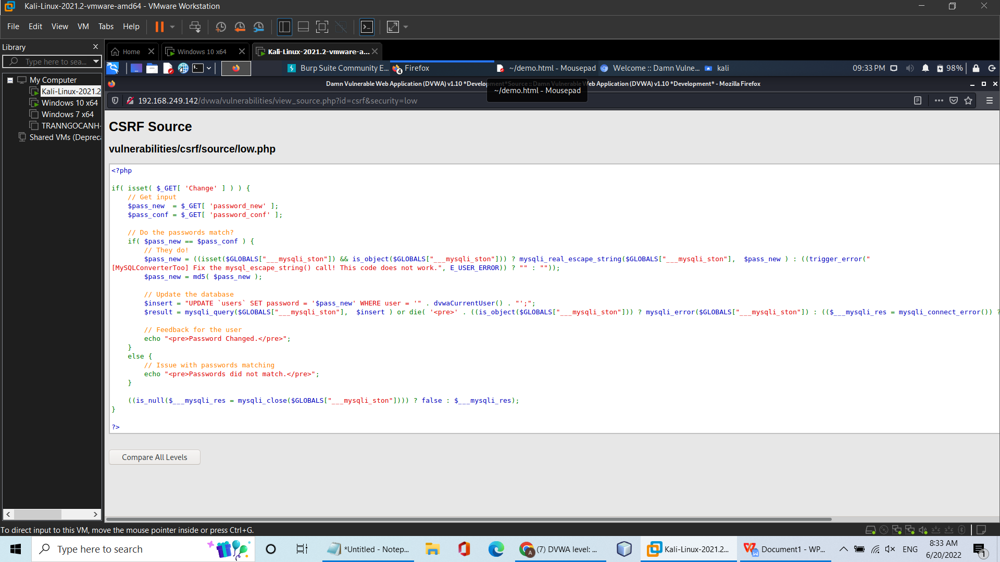 Kali-Linux-2021.2-vmware-amd64 - VMware Workstation
File Edit View VM Tabs Help
Library
Home Windows 10 x64 Kali-Linux-2021.2-vmware-a...
Type here to sea...
Burp Suite Community E... 4 Firefox ~/demo.html - Mousepad Welcome :: Damn Vulne... kali 09:33 PM 98%
My Computer
Kali-Linux-2021.2
Windows 10 x64
Windows 7 x64
TRANNGOCANH-
Shared VMs (Depreca
Damn Vulnerable Web Application (DVWA) v1.10 *Development*Source :: Damn Vulnerable Web Application (DVWA) v1.10 *Development* - Mozilla Firefox
~/demo.html - Mousepad
192.168.249.142/dvwa/vulnerabilities/view_source.php?id=csrf&security=low
CSRF Source
vulnerabilities/csrf/source/low.php
<?php
if( isset( $_GET[ 'Change' ] ) ) {
// Get input
$pass_new  = $_GET[ 'password_new' ];
$pass_conf = $_GET[ 'password_conf' ];
// Do the passwords match?
if( $pass_new == $pass_conf ) {
// They do!
$pass_new = ((isset($GLOBALS["___mysqli_ston"]) && is_object($GLOBALS["___mysqli_ston"])) ? mysqli_real_escape_string($GLOBALS["___mysqli_ston"],  $pass_new ) : ((trigger_error("
[MySQLConverterToo] Fix the mysql_escape_string() call! This code does not work.", E_USER_ERROR)) ? "" : ""));
$pass_new = md5( $pass_new );
// Update the database
$insert = "UPDATE `users` SET password = '$pass_new' WHERE user = '" . dvwaCurrentUser() . "';";
$result = mysqli_query($GLOBALS["___mysqli_ston"],  $insert ) or die( '<pre>' . ((is_object($GLOBALS["___mysqli_ston"])) ? mysqli_error($GLOBALS["___mysqli_ston"]) : (($___mysqli_res = mysqli_connect_error()) ?
// Feedback for the user
echo "<pre>Password Changed.</pre>";
}
else {
// Issue with passwords matching
echo "<pre>Passwords did not match.</pre>";
}
((is_null($___mysqli_res = mysqli_close($GLOBALS["___mysqli_ston"]))) ? false : $___mysqli_res);
}
?>
Compare All Levels
To direct input to this VM, move the mouse pointer inside or press Ctrl+G.
Type here to search
*Untitled - Notep...
(7) DVWA level: ...
Kali-Linux-2021.2...
Document1 - WP...
ENG
8:33 AM
6/20/2022
1